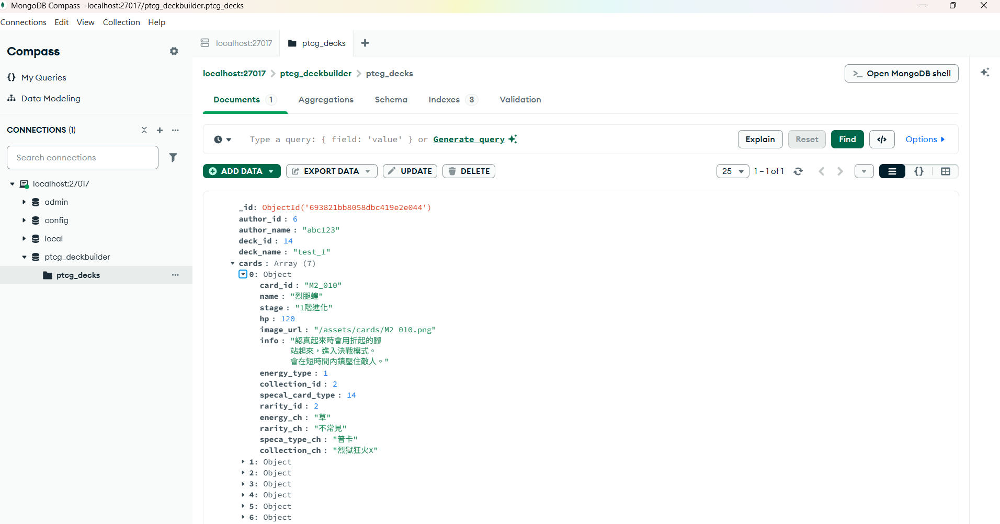 MongoDB Compass - localhost:27017/ptcg_deckbuilder.ptcg_decks
Connections Edit View Collection Help
Compass
My Queries
Data Modeling
CONNECTIONS (1)
Search connections
localhost:27017
admin
config
local
ptcg_deckbuilder
ptcg_decks
localhost:27017
ptcg_decks
localhost:27017 > ptcg_deckbuilder > ptcg_decks
>_ Open MongoDB shell
Documents 1 Aggregations Schema Indexes 3 Validation
Type a query: { field: 'value' } or Generate query
Explain Reset Find </> Options
ADD DATA EXPORT DATA UPDATE DELETE
25 1 – 1 of 1 {}
_id: ObjectId('693821bb8058dbc419e2e044')
author_id : 6
author_name : "abc123"
deck_id : 14
deck_name : "test_1"
cards : Array (7)
0: Object
card_id : "M2_010"
name : "烈腿蝗"
stage : "1階進化"
hp : 120
image_url : "/assets/cards/M2 010.png"
info : "認真起來時會用折起的腳
站起來，進入決戰模式。
會在短時間內鎮壓住敵人。"
energy_type : 1
collection_id : 2
specal_card_type : 14
rarity_id : 2
energy_ch : "草"
rarity_ch : "不常見"
speca_type_ch : "普卡"
collection_ch : "烈獄狂火X"
1: Object
2: Object
3: Object
4: Object
5: Object
6: Object